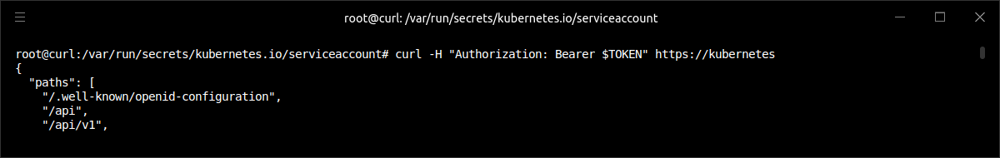 root@curl: /var/run/secrets/kubernetes.io/serviceaccount
root@curl:/var/run/secrets/kubernetes.io/serviceaccount# curl -H "Authorization: Bearer $TOKEN" https://kubernetes
{
  "paths": [
    "/.well-known/openid-configuration",
    "/api",
    "/api/v1",